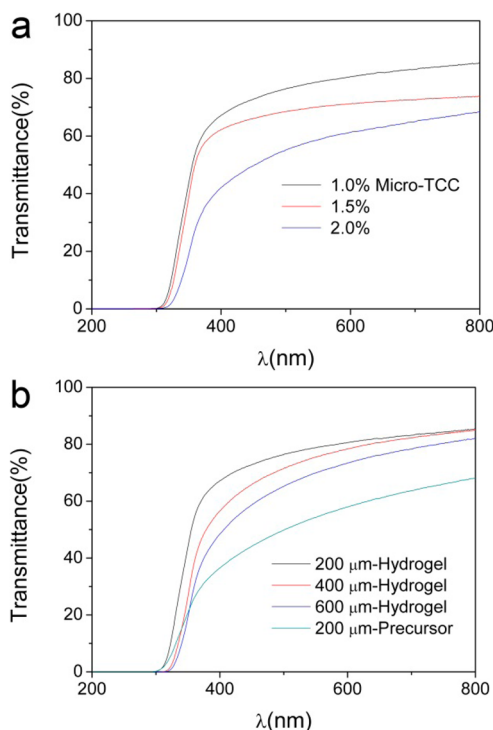 a
100
80
60
40
20
0
Transmittance(%)
1.0% Micro-TCC
1.5%
2.0%
200 400 600 800
λ(nm)
b
100
80
60
40
20
0
Transmittance(%)
200 μm-Hydrogel
400 μm-Hydrogel
600 μm-Hydrogel
200 μm-Precursor
200 400 600 800
λ(nm)